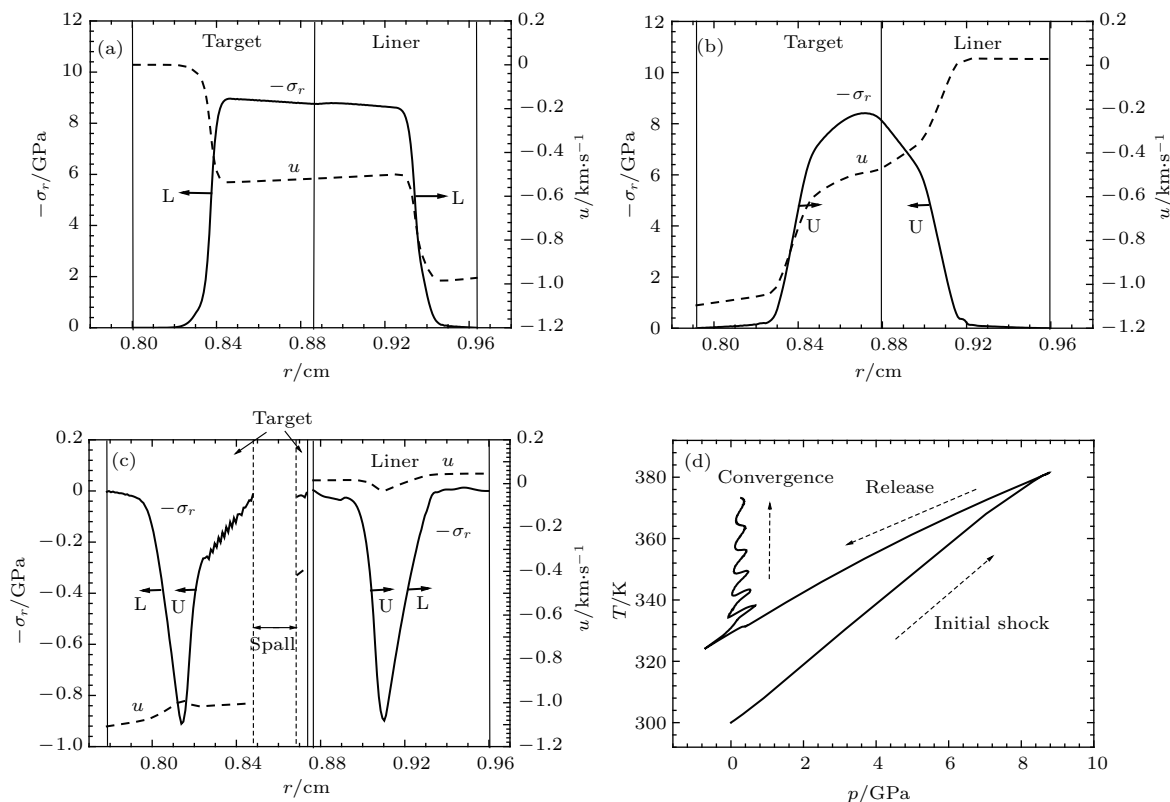 (a)
Target
Liner
−σr
u
L
L
12
10
8
6
4
2
0
−σr/GPa
0.2
0
−0.2
−0.4
−0.6
−0.8
−1.0
−1.2
u/km·s−1
0.80 0.84 0.88 0.92 0.96
r/cm
(b)
Target
Liner
−σr
u
U
U
12
10
8
6
4
2
0
−σr/GPa
0.2
0
−0.2
−0.4
−0.6
−0.8
−1.0
−1.2
u/km·s−1
0.80 0.84 0.88 0.92 0.96
r/cm
Target
(c)
Liner
u
−σr
−σr
L
U
U
L
Spall
u
0.2
0
−0.2
−0.4
−0.6
−0.8
−1.0
−σr/GPa
0.2
0
−0.2
−0.4
−0.6
−0.8
−1.0
−1.2
u/km·s−1
0.80 0.84 0.88 0.92 0.96
r/cm
(d)
Convergence
Release
Initial shock
380
360
340
320
300
T/K
0 2 4 6 8 10
p/GPa